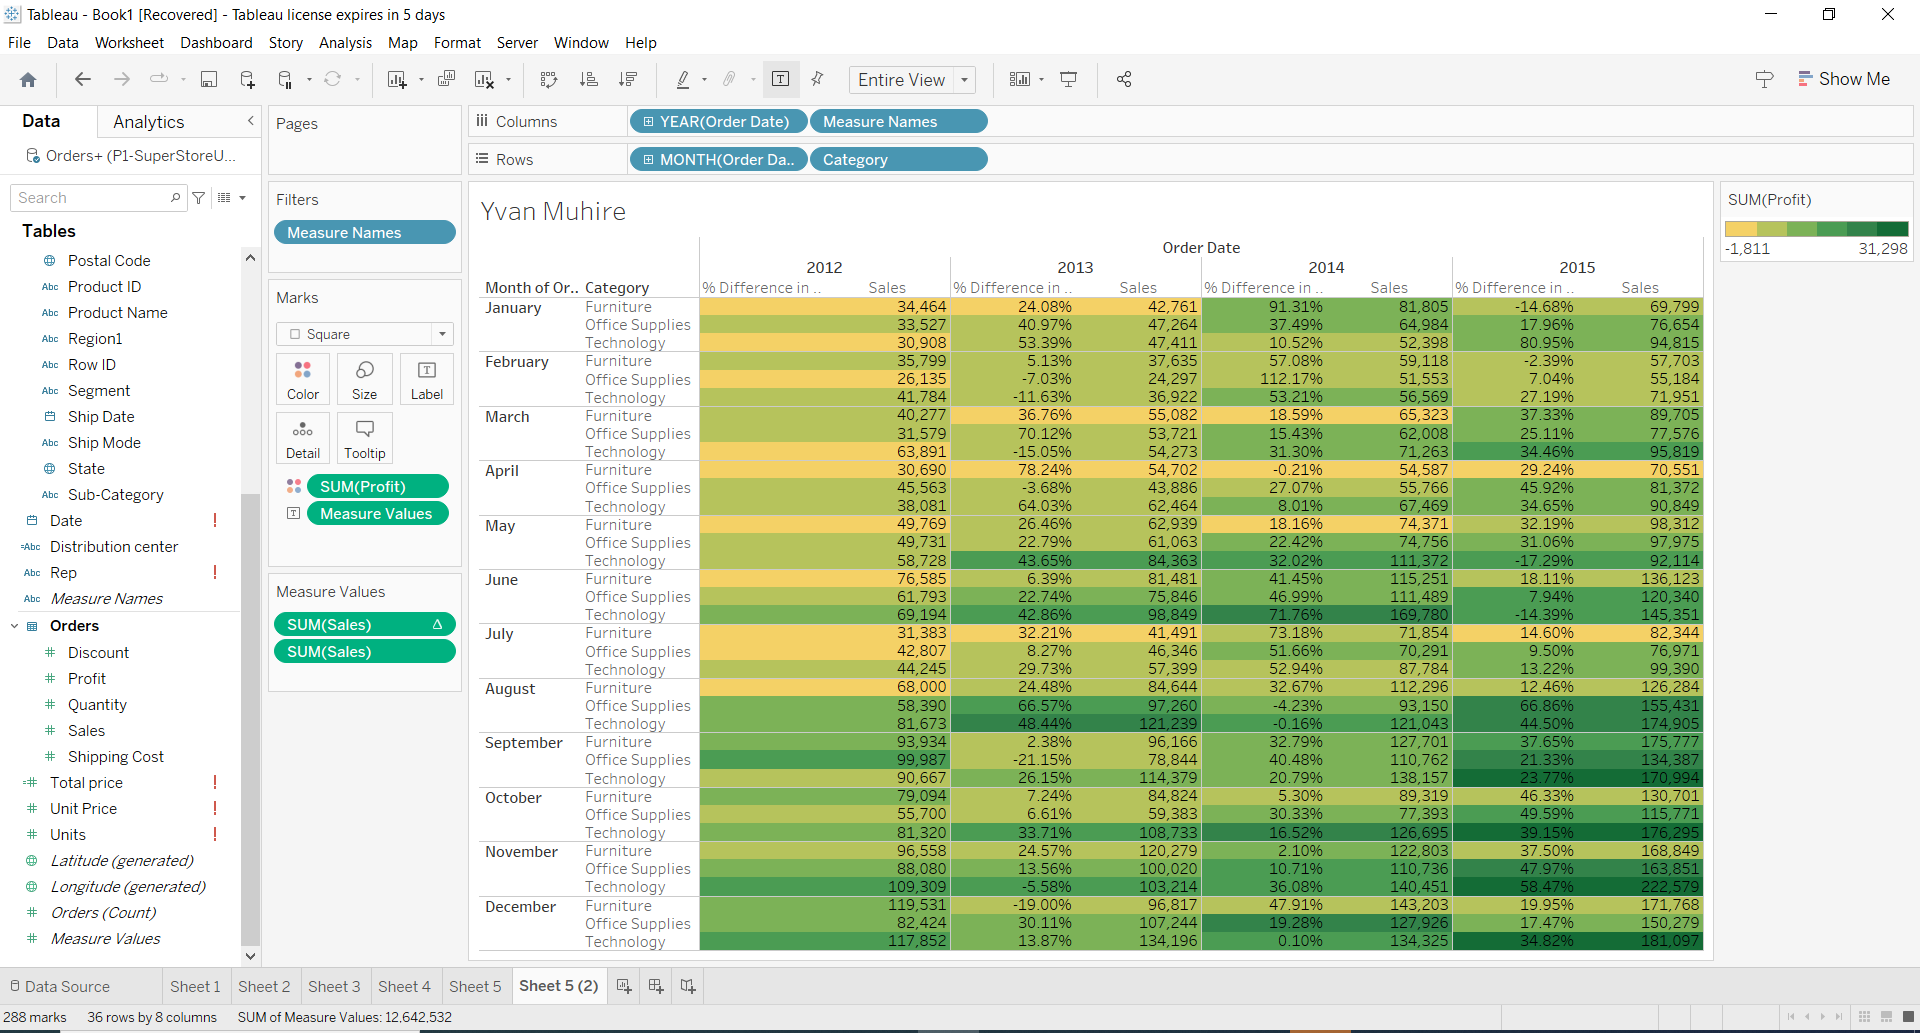 Tableau - Book1 [Recovered] - Tableau license expires in 5 days
File Data Worksheet Dashboard Story Analysis Map Format Server Window Help
Entire View
Show Me
Data Analytics
Orders+ (P1-SuperStoreU...
Search
Tables
Postal Code
Abc Product ID
Abc Product Name
Abc Region1
Abc Row ID
Abc Segment
Ship Date
Abc Ship Mode
State
Abc Sub-Category
Date !
=Abc Distribution center
Abc Rep !
Abc Measure Names
Orders
# Discount
# Profit
# Quantity
# Sales
# Shipping Cost
=# Total price !
# Unit Price !
# Units !
Latitude (generated)
Longitude (generated)
# Orders (Count)
# Measure Values
Pages
Filters
Measure Names
Marks
Square
Color Size Label
Detail Tooltip
SUM(Profit)
Measure Values
Measure Values
SUM(Sales) Δ
SUM(Sales)
Columns YEAR(Order Date) Measure Names
Rows MONTH(Order Da.. Category
Yvan Muhire
Order Date
2012 2013 2014 2015
Month of Or.. Category % Difference in .. Sales % Difference in .. Sales % Difference in .. Sales % Difference in .. Sales
January Furniture 34,464 24.08% 42,761 91.31% 81,805 -14.68% 69,799
Office Supplies 33,527 40.97% 47,264 37.49% 64,984 17.96% 76,654
Technology 30,908 53.39% 47,411 10.52% 52,398 80.95% 94,815
February Furniture 35,799 5.13% 37,635 57.08% 59,118 -2.39% 57,703
Office Supplies 26,135 -7.03% 24,297 112.17% 51,553 7.04% 55,184
Technology 41,784 -11.63% 36,922 53.21% 56,569 27.19% 71,951
March Furniture 40,277 36.76% 55,082 18.59% 65,323 37.33% 89,705
Office Supplies 31,579 70.12% 53,721 15.43% 62,008 25.11% 77,576
Technology 63,891 -15.05% 54,273 31.30% 71,263 34.46% 95,819
April Furniture 30,690 78.24% 54,702 -0.21% 54,587 29.24% 70,551
Office Supplies 45,563 -3.68% 43,886 27.07% 55,766 45.92% 81,372
Technology 38,081 64.03% 62,464 8.01% 67,469 34.65% 90,849
May Furniture 49,769 26.46% 62,939 18.16% 74,371 32.19% 98,312
Office Supplies 49,731 22.79% 61,063 22.42% 74,756 31.06% 97,975
Technology 58,728 43.65% 84,363 32.02% 111,372 -17.29% 92,114
June Furniture 76,585 6.39% 81,481 41.45% 115,251 18.11% 136,123
Office Supplies 61,793 22.74% 75,846 46.99% 111,489 7.94% 120,340
Technology 69,194 42.86% 98,849 71.76% 169,780 -14.39% 145,351
July Furniture 31,383 32.21% 41,491 73.18% 71,854 14.60% 82,344
Office Supplies 42,807 8.27% 46,346 51.66% 70,291 9.50% 76,971
Technology 44,245 29.73% 57,399 52.94% 87,784 13.22% 99,390
August Furniture 68,000 24.48% 84,644 32.67% 112,296 12.46% 126,284
Office Supplies 58,390 66.57% 97,260 -4.23% 93,150 66.86% 155,431
Technology 81,673 48.44% 121,239 -0.16% 121,043 44.50% 174,905
September Furniture 93,934 2.38% 96,166 32.79% 127,701 37.65% 175,777
Office Supplies 99,987 -21.15% 78,844 40.48% 110,762 21.33% 134,387
Technology 90,667 26.15% 114,379 20.79% 138,157 23.77% 170,994
October Furniture 79,094 7.24% 84,824 5.30% 89,319 46.33% 130,701
Office Supplies 55,700 6.61% 59,383 30.33% 77,393 49.59% 115,771
Technology 81,320 33.71% 108,733 16.52% 126,695 39.15% 176,295
November Furniture 96,558 24.57% 120,279 2.10% 122,803 37.50% 168,849
Office Supplies 88,080 13.56% 100,020 10.71% 110,736 47.97% 163,851
Technology 109,309 -5.58% 103,214 36.08% 140,451 58.47% 222,579
December Furniture 119,531 -19.00% 96,817 47.91% 143,203 19.95% 171,768
Office Supplies 82,424 30.11% 107,244 19.28% 127,926 17.47% 150,279
Technology 117,852 13.87% 134,196 0.10% 134,325 34.82% 181,097
SUM(Profit)
-1,811 31,298
Data Source Sheet 1 Sheet 2 Sheet 3 Sheet 4 Sheet 5 Sheet 5 (2)
288 marks 36 rows by 8 columns SUM of Measure Values: 12,642,532